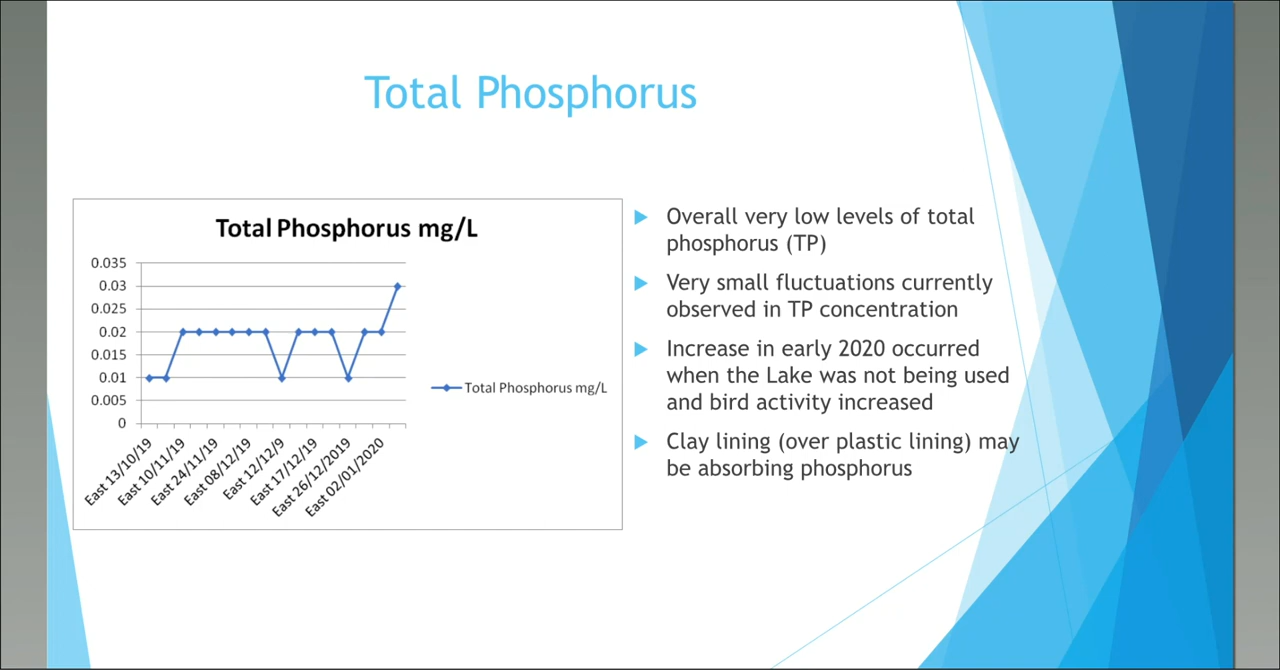 Total Phosphorus
Total Phosphorus mg/L
0.035
0.03
0.025
0.02
0.015
0.01
0.005
0
East 13/10/19
East 10/11/19
East 24/11/19
East 08/12/19
East 12/12/9
East 17/12/19
East 26/12/2019
East 02/01/2020
Total Phosphorus mg/L
Overall very low levels of total
phosphorus (TP)
Very small fluctuations currently
observed in TP concentration
Increase in early 2020 occurred
when the Lake was not being used
and bird activity increased
Clay lining (over plastic lining) may
be absorbing phosphorus